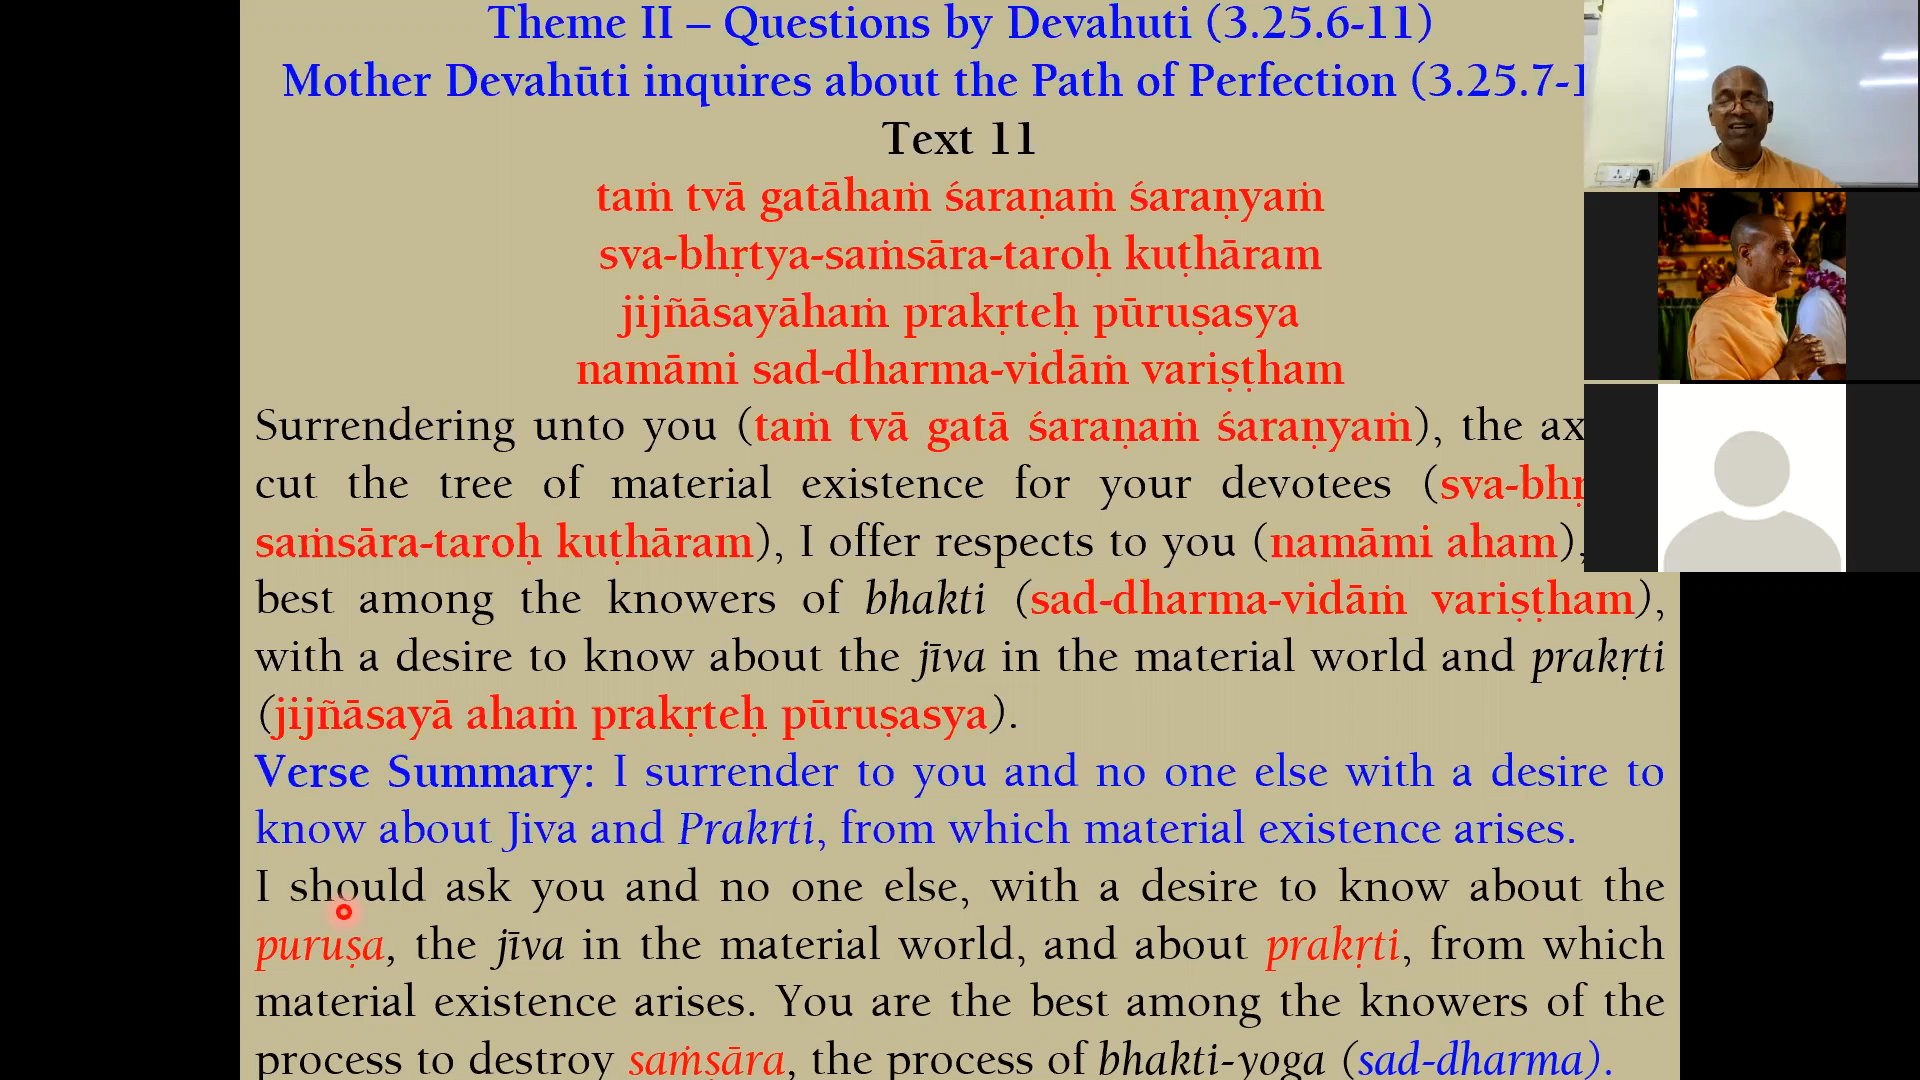 Theme II – Questions by Devahuti (3.25.6-11)
Mother Devahūti inquires about the Path of Perfection (3.25.7-1
Text 11
taṁ tvā gatāhaṁ śaraṇaṁ śaraṇyaṁ
sva-bhṛtya-saṁsāra-taroḥ kuṭhāram
jijñāsayāhaṁ prakṛteḥ pūruṣasya
namāmi sad-dharma-vidāṁ variṣṭham
Surrendering unto you (taṁ tvā gatā śaraṇaṁ śaraṇyaṁ), the ax
cut the tree of material existence for your devotees (sva-bhṛ
saṁsāra-taroḥ kuṭhāram), I offer respects to you (namāmi aham),
best among the knowers of bhakti (sad-dharma-vidāṁ variṣṭham),
with a desire to know about the jīva in the material world and prakṛti
(jijñāsayā ahaṁ prakṛteḥ pūruṣasya).
Verse Summary: I surrender to you and no one else with a desire to
know about Jiva and Prakrti, from which material existence arises.
I should ask you and no one else, with a desire to know about the
puruṣa, the jīva in the material world, and about prakṛti, from which
material existence arises. You are the best among the knowers of the
process to destroy saṁsāra, the process of bhakti-yoga (sad-dharma).